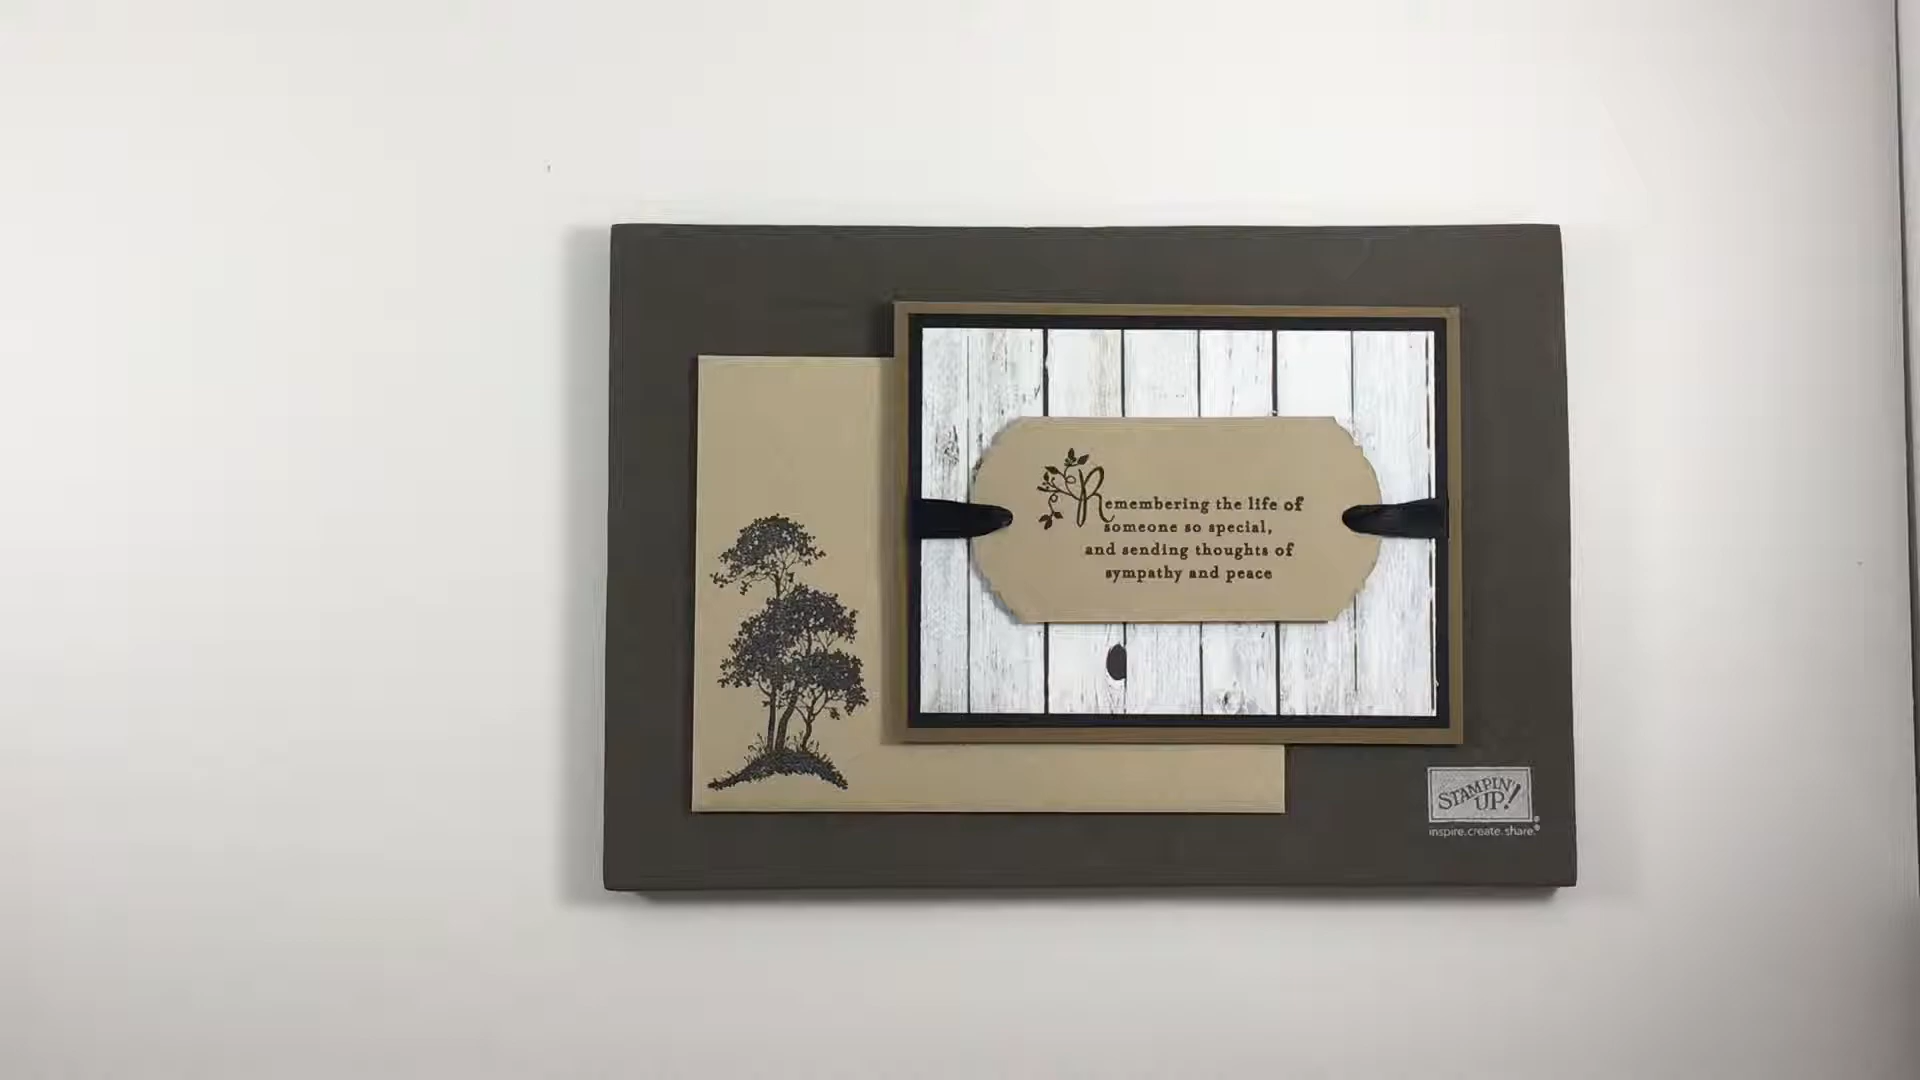 Remembering the life of
someone so special,
and sending thoughts of
sympathy and peace
STAMPIN'
UP!
inspire.create.share.